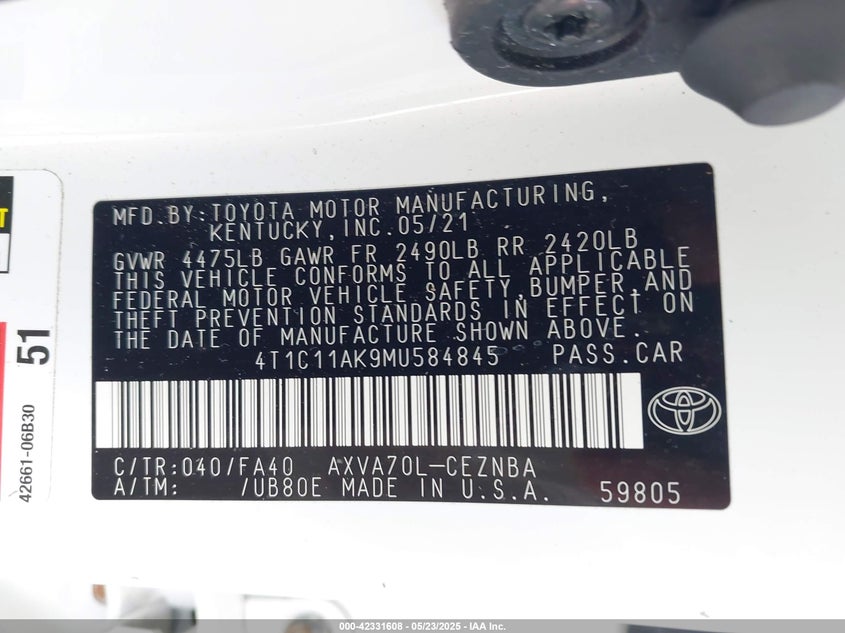 MFD.BY:TOYOTA MOTOR MANUFACTURING,
KENTUCKY,INC.05/21
GVWR 4475LB GAWR FR 2490LB RR 2420LB
THIS VEHICLE CONFORMS TO ALL APPLICABLE
FEDERAL MOTOR VEHICLE SAFETY,BUMPER,AND
THEFT PREVENTION STANDARDS IN EFFECT ON
THE DATE OF MANUFACTURE SHOWN ABOVE.
4T1C11AK9MU584845 PASS.CAR
C/TR:040/FA40 AXVA70L-CEZNBA
A/TM: /UB80E MADE IN U.S.A. 59805
51
42661-06B30
000-42331608 - 05/23/2025 - IAA Inc.